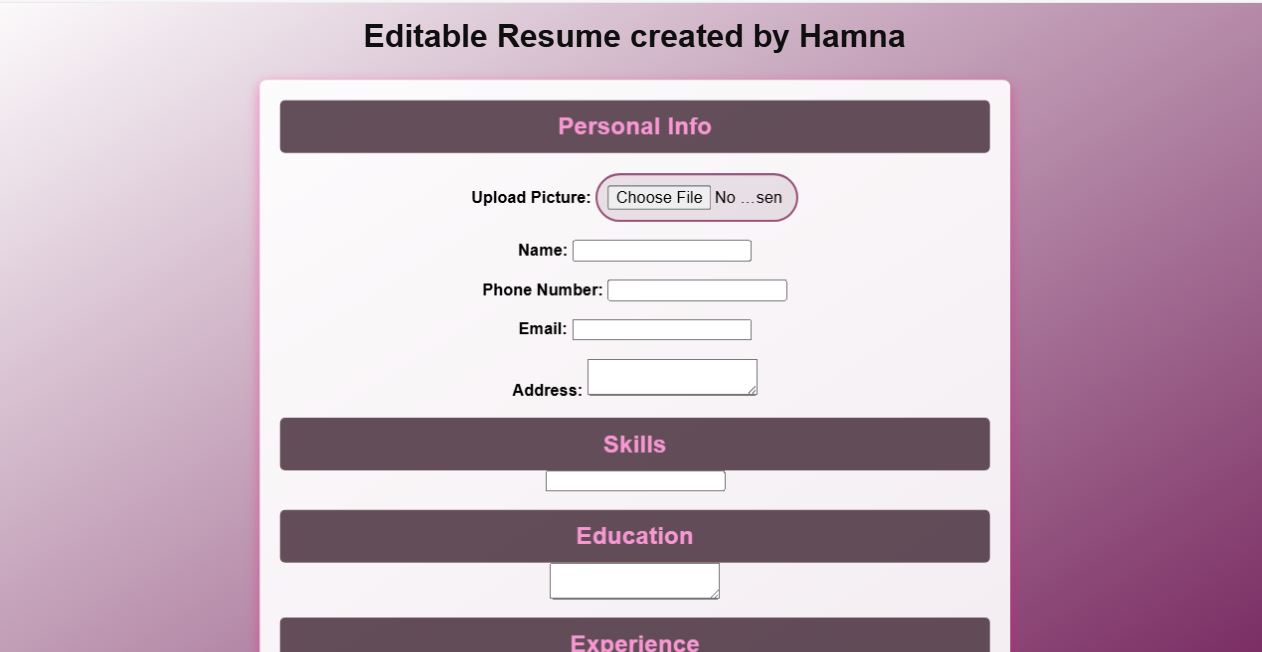 Editable Resume created by Hamna
Personal Info
Upload Picture: Choose File No ...sen
Name:
Phone Number:
Email:
Address:
Skills
Education
Experience